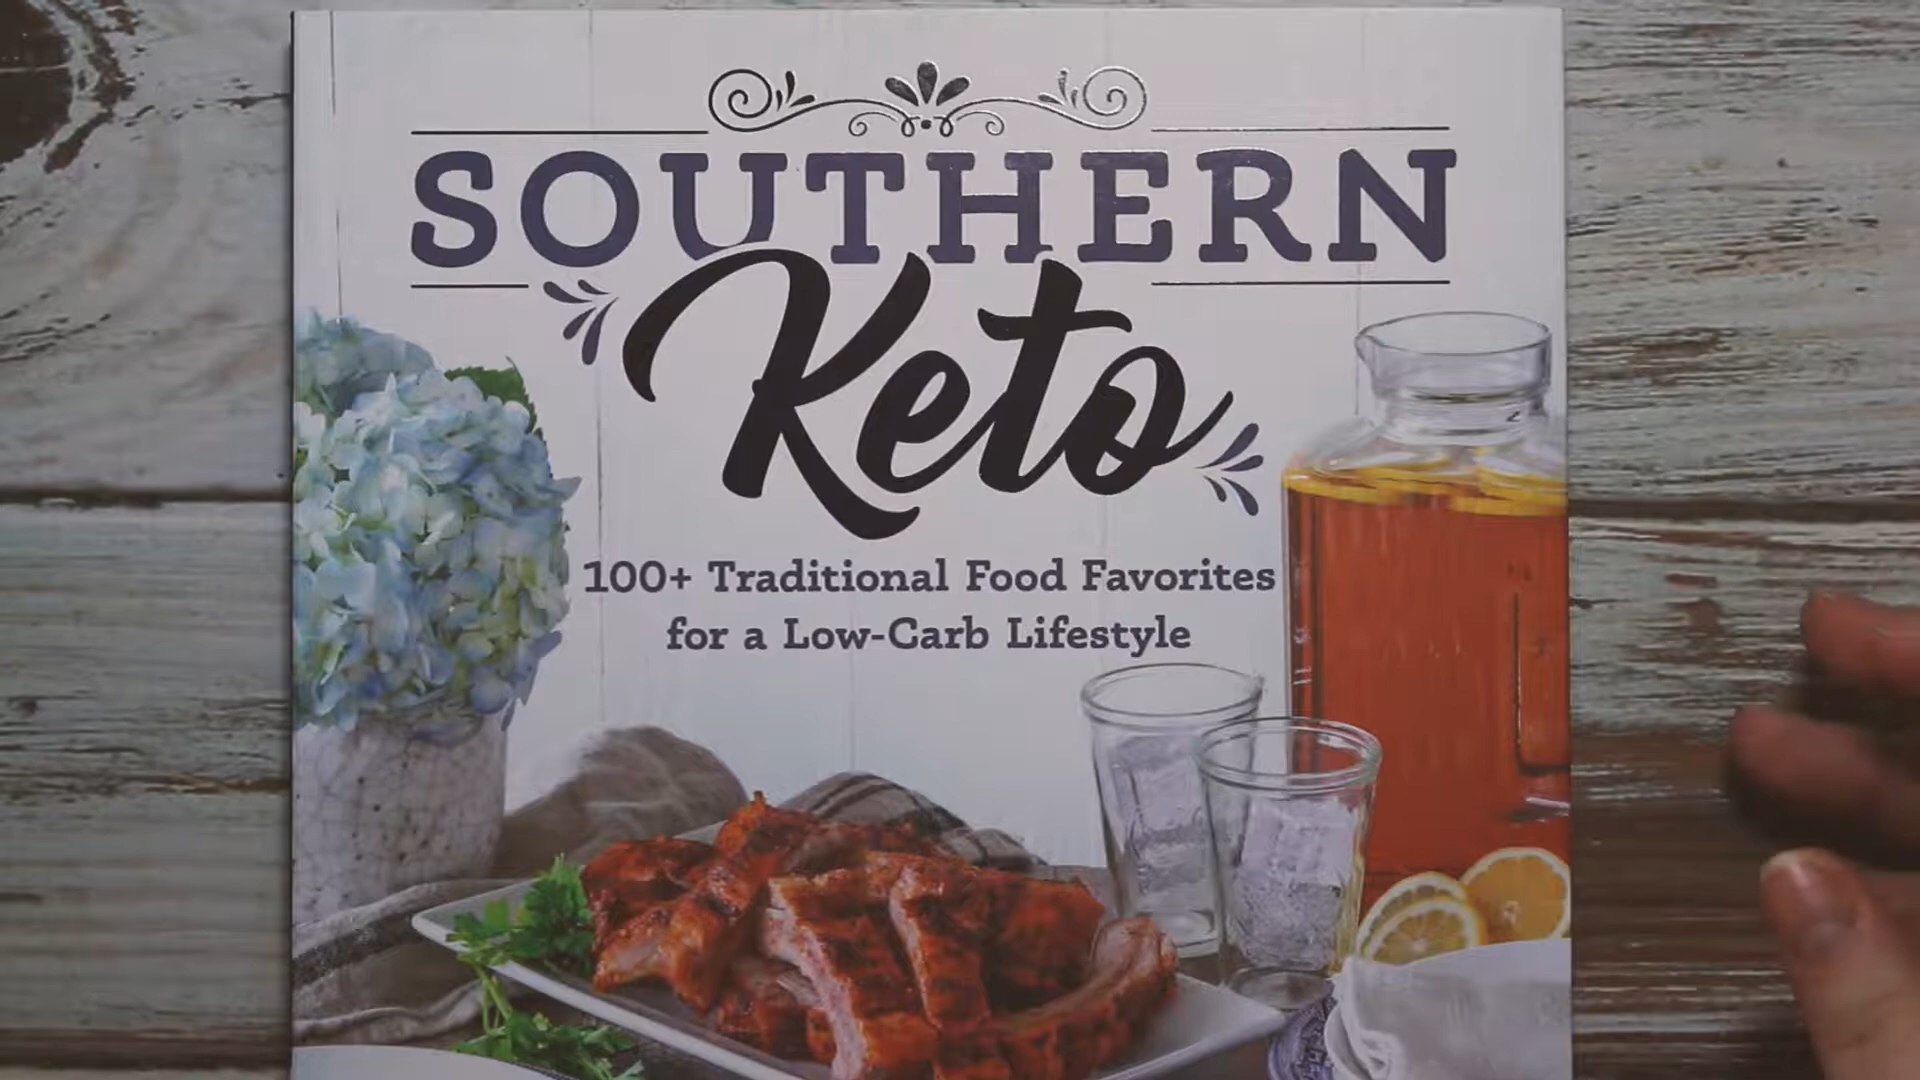 SOUTHERN
Keto
100+ Traditional Food Favorites
for a Low-Carb Lifestyle